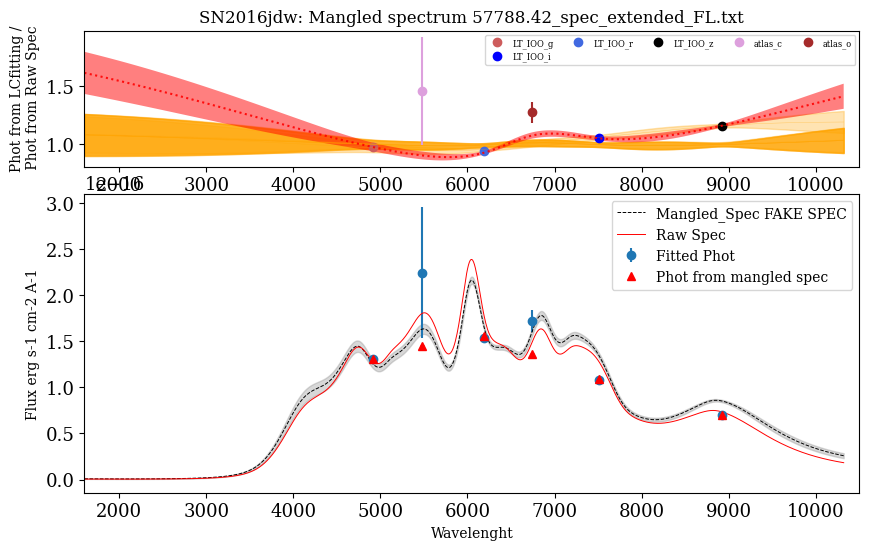 SN2016jdw: Mangled spectrum 57788.42_spec_extended_FL.txt
Phot from LCfitting /
Phot from Raw Spec
1.5
1.0
LT_IOO_g LT_IOO_r LT_IOO_z atlas_c atlas_o
LT_IOO_i
2000 3000 4000 5000 6000 7000 8000 9000 10000
1e−16
Flux erg s-1 cm-2 A-1
3.0
2.5
2.0
1.5
1.0
0.5
0.0
Mangled_Spec FAKE SPEC
Raw Spec
Fitted Phot
Phot from mangled spec
2000 3000 4000 5000 6000 7000 8000 9000 10000
Wavelenght